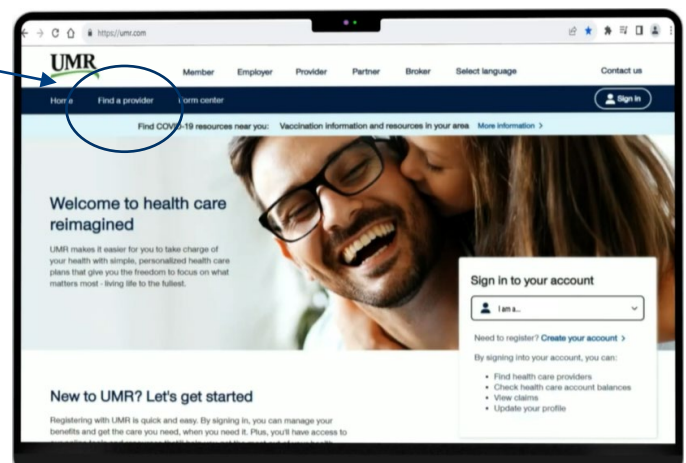 https://umr.com
UMR
Member Employer Provider Partner Broker Select language Contact us
Home Find a provider Form center Sign in
Find COVID-19 resources near you: Vaccination information and resources in your area More information >
Welcome to health care
reimagined
UMR makes it easier for you to take charge of
your health with simple, personalized health care
plans that give you the freedom to focus on what
matters most - living life to the fullest.
Sign in to your account
I am a...
Need to register? Create your account >
By signing into your account, you can:
• Find health care providers
• Check health care account balances
• View claims
• Update your profile
New to UMR? Let's get started
Registering with UMR is quick and easy. By signing in, you can manage your
benefits and get the care you need, when you need it. Plus, you'll have access to